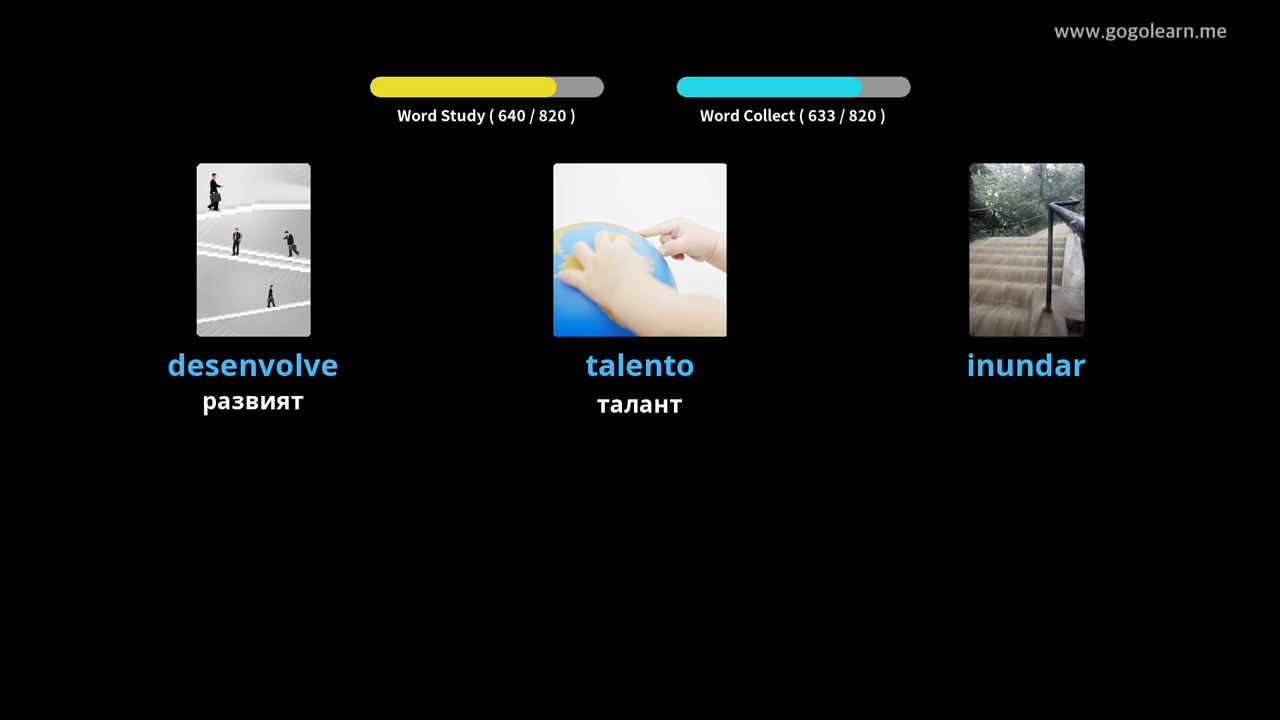 www.gogolearn.me
Word Study ( 640 / 820 )
Word Collect ( 633 / 820 )
desenvolve
развият
talento
талант
inundar